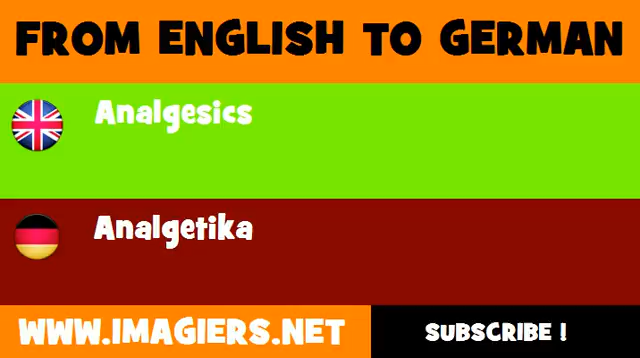 FROM ENGLISH TO GERMAN
Analgesics
Analgetika
WWW.IMAGIERS.NET
SUBSCRIBE !